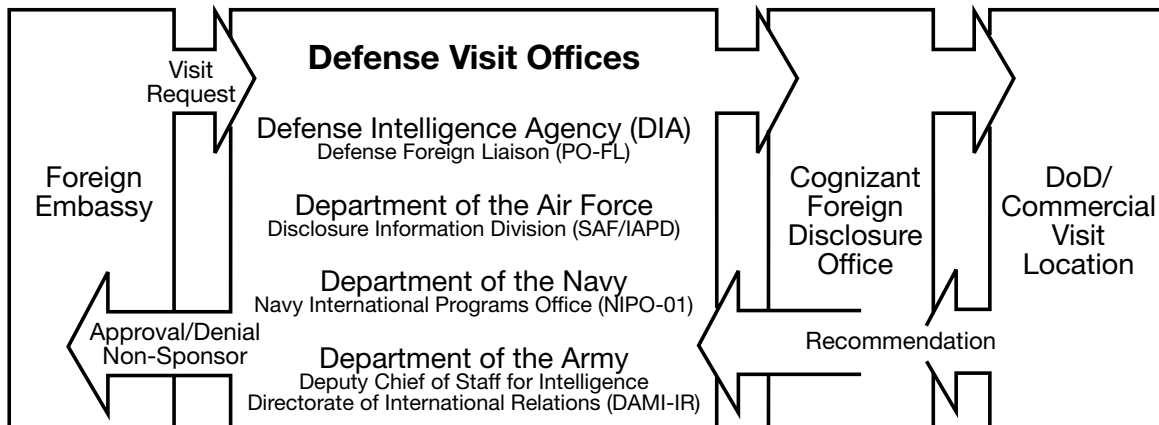 Visit
Request
Foreign
Embassy
Approval/Denial
Non-Sponsor
Defense Visit Offices
Defense Intelligence Agency (DIA)
Defense Foreign Liaison (PO-FL)
Department of the Air Force
Disclosure Information Division (SAF/IAPD)
Department of the Navy
Navy International Programs Office (NIPO-01)
Department of the Army
Deputy Chief of Staff for Intelligence
Directorate of International Relations (DAMI-IR)
Cognizant
Foreign
Disclosure
Office
Recommendation
DoD/
Commercial
Visit
Location